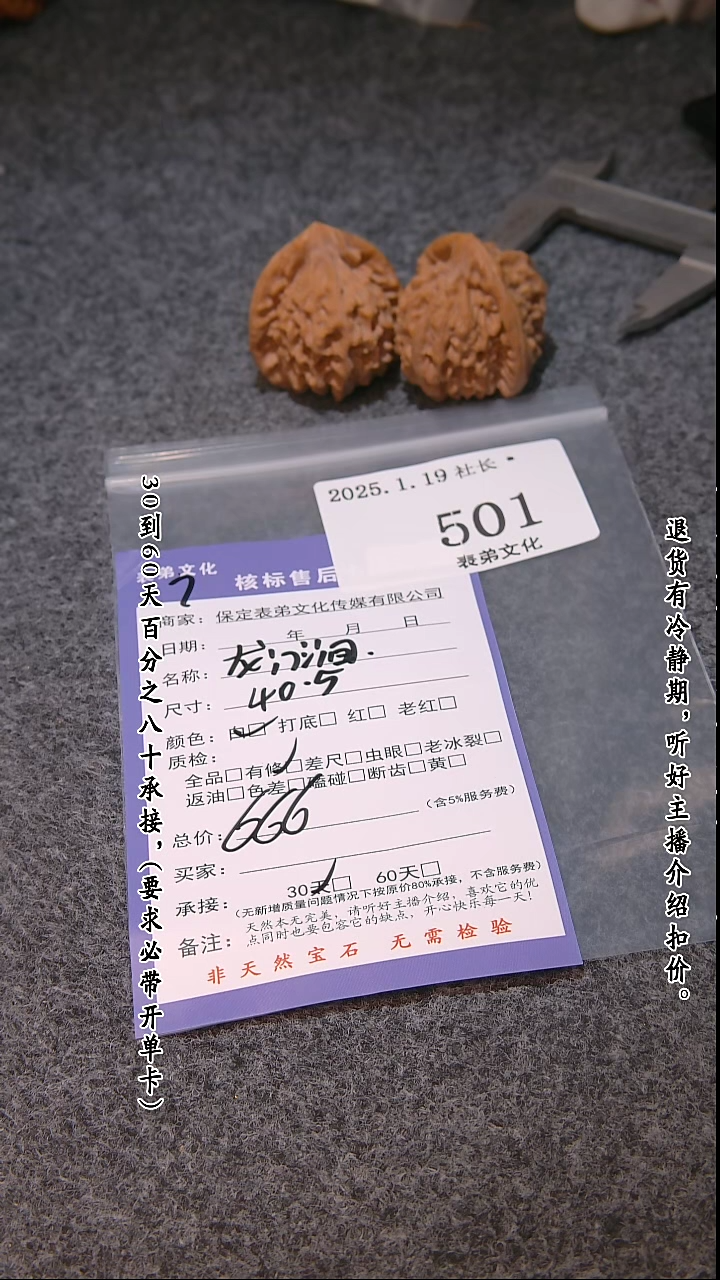 2025.1.19 社长
501
表弟文化
表弟文化
核标售后
7
商家：保定表弟文化传媒有限公司
日期： 年 月 日
名称：龙门涧.
尺寸：40.5
颜色：白□ 打底□ 红□ 老红□
质检：
全品□有修□差尺□虫眼□老冰裂□
返油□色差□磕碰□断齿□黄□
总价：666（含5%服务费）
买家：
承接：30天□ 60天□
（无新增质量问题情况下按原价80%承接，不含服务费）
备注：天然本无完美，请听好主播介绍，喜欢它的优
点同时也要包容它的缺点，开心快乐每一天！
非天然宝石 无需检验
30到60天百分之八十承接，（要求必带开单卡）
退货有冷静期，听好主播介绍扣价。